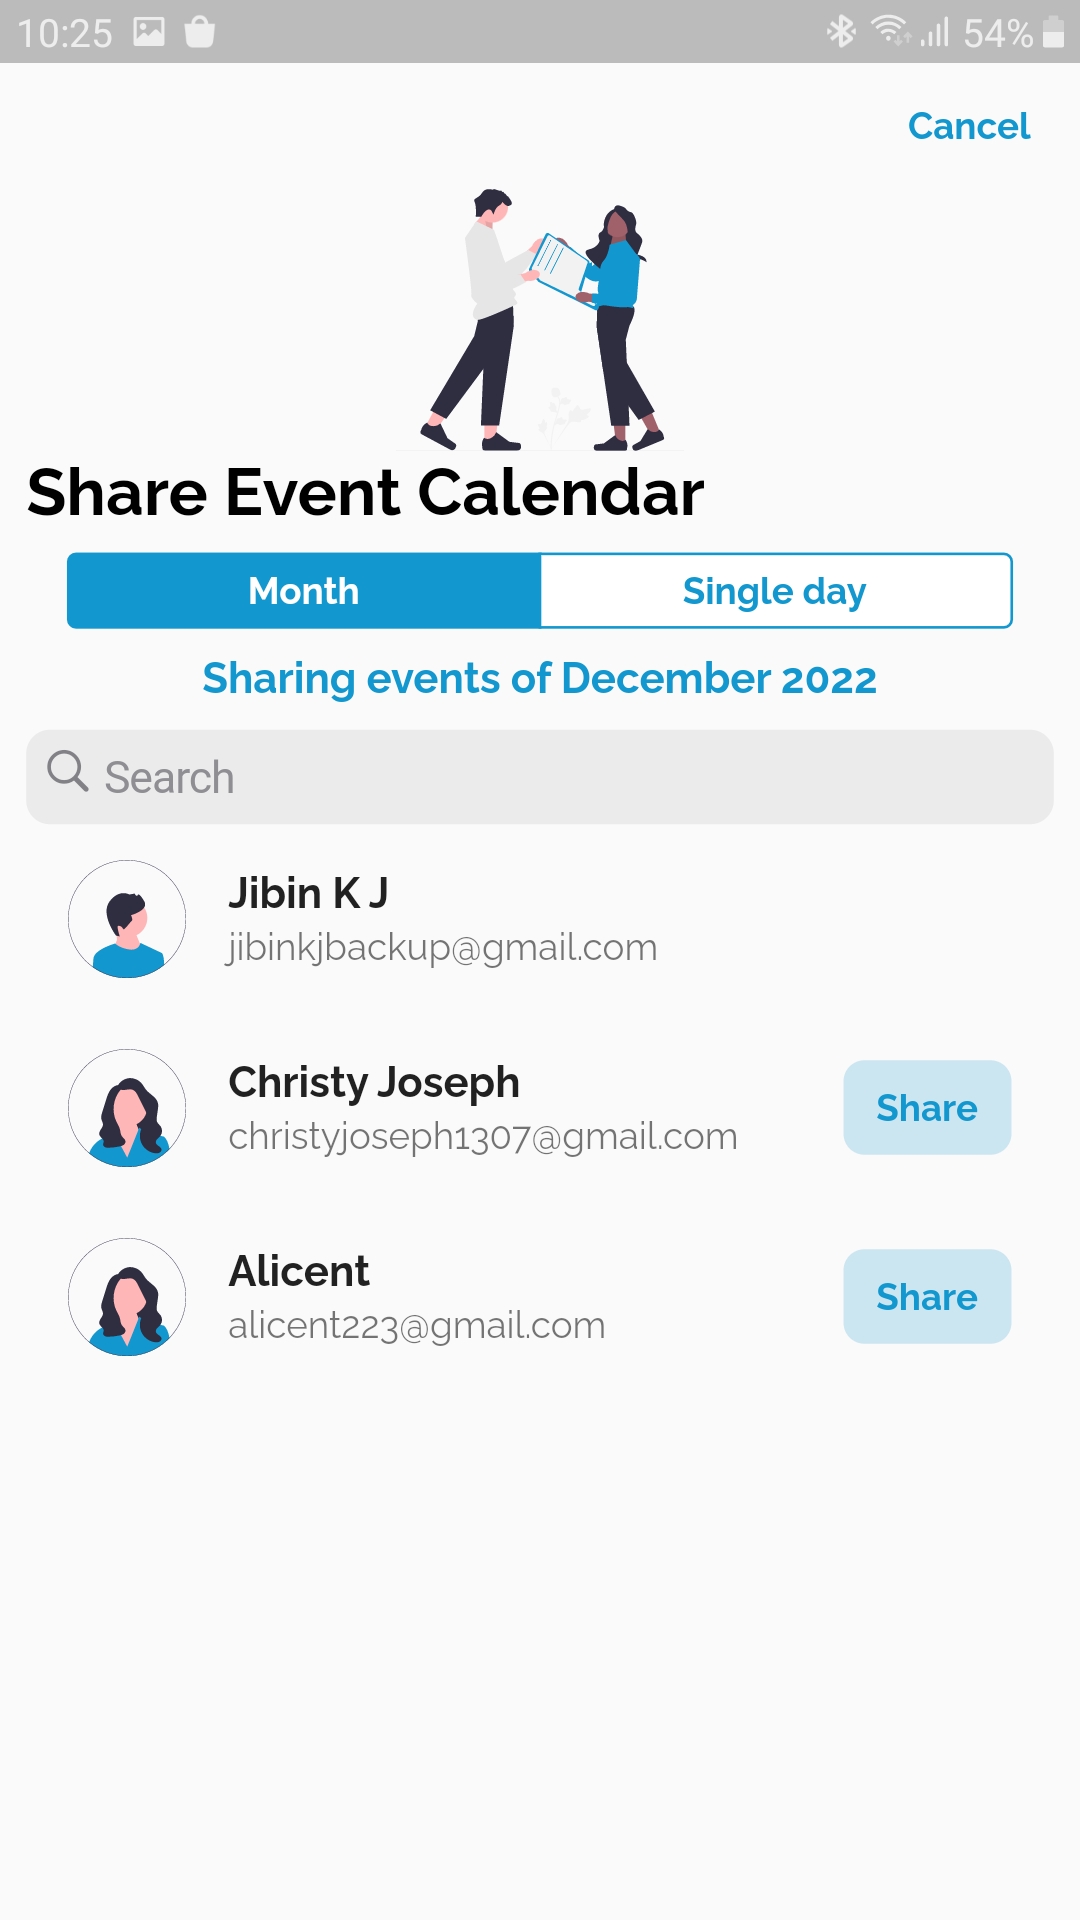 10:25 54%
Cancel
Share Event Calendar
Month Single day
Sharing events of December 2022
Search
Jibin K J
jibinkjbackup@gmail.com
Christy Joseph
christyjoseph1307@gmail.com
Share
Alicent
alicent223@gmail.com
Share